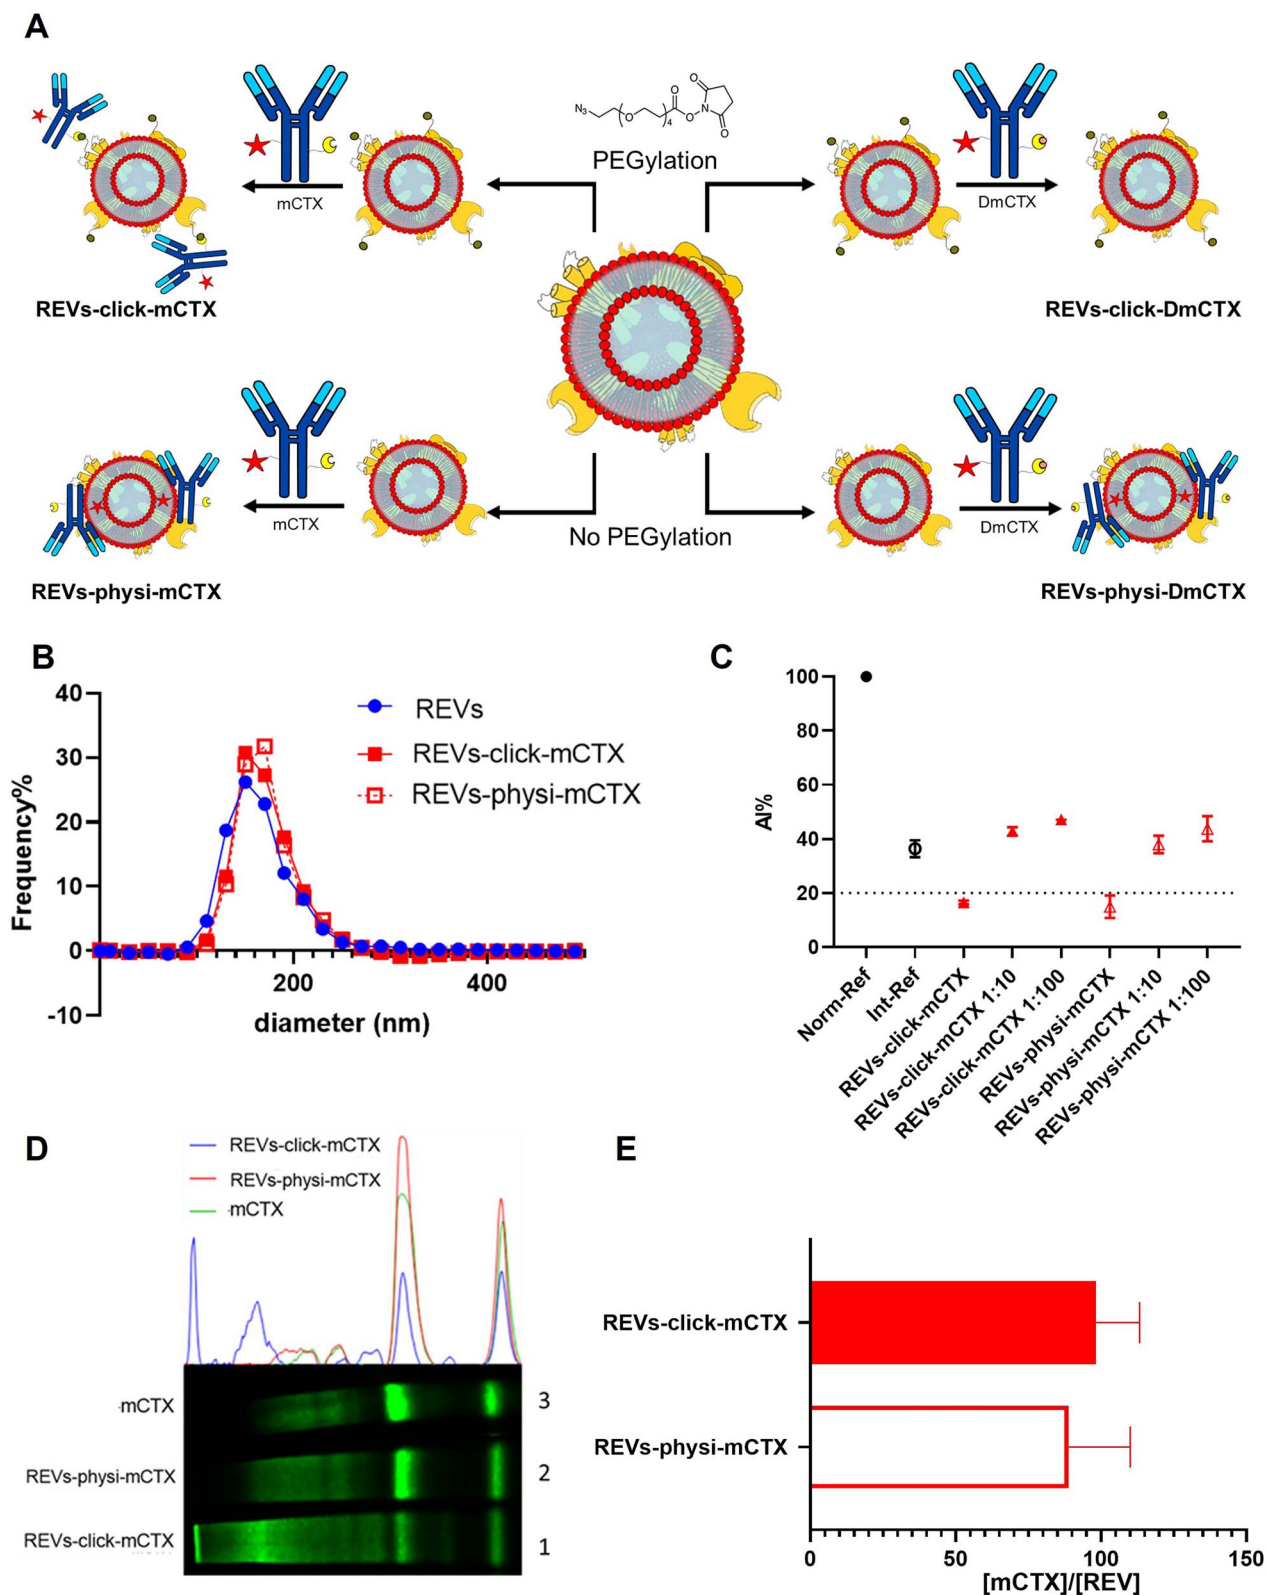 A
N3
O
4
O
O
N
O
O
PEGylation
mCTX
DmCTX
REVs-click-mCTX
REVs-click-DmCTX
mCTX
DmCTX
No PEGylation
REVs-physi-mCTX
REVs-physi-DmCTX
B
Frequency%
40
30
20
10
0
-10
200
400
diameter (nm)
REVs
REVs-click-mCTX
REVs-physi-mCTX
C
AI%
100
80
60
40
20
0
Norm-Ref
Int-Ref
REVs-click-mCTX
REVs-click-mCTX 1:10
REVs-click-mCTX 1:100
REVs-physi-mCTX
REVs-physi-mCTX 1:10
REVs-physi-mCTX 1:100
D
REVs-click-mCTX
REVs-physi-mCTX
mCTX
mCTX
3
REVs-physi-mCTX
2
REVs-click-mCTX
1
E
REVs-click-mCTX
REVs-physi-mCTX
0
50
100
150
[mCTX]/[REV]